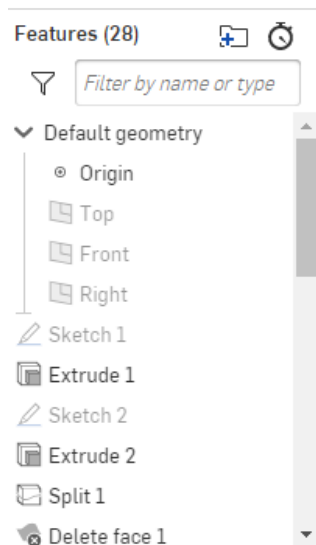 Features (28)
Filter by name or type
Default geometry
Origin
Top
Front
Right
Sketch 1
Extrude 1
Sketch 2
Extrude 2
Split 1
Delete face 1